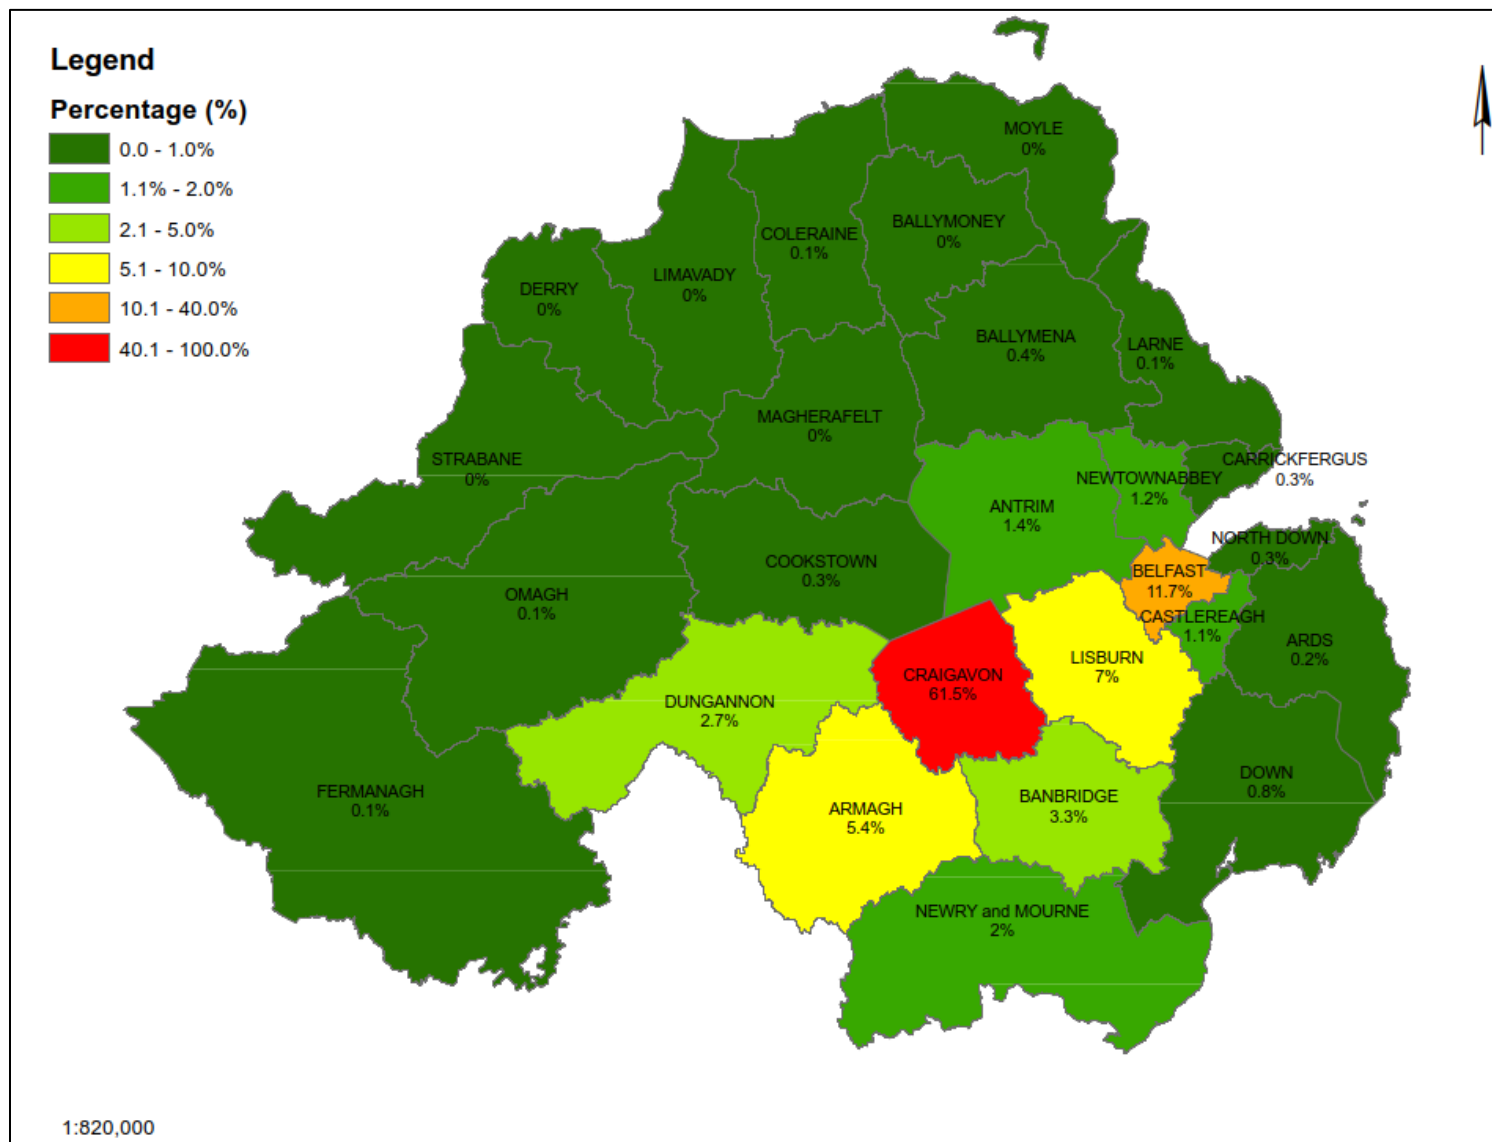 Legend
Percentage (%)
0.0 - 1.0%
1.1% - 2.0%
2.1 - 5.0%
5.1 - 10.0%
10.1 - 40.0%
40.1 - 100.0%
MOYLE
0%
BALLYMONEY
0%
COLERAINE
0.1%
LIMAVADY
0%
DERRY
0%
BALLYMENA
0.4%
LARNE
0.1%
MAGHERAFELT
0%
STRABANE
0%
CARRICKFERGUS
0.3%
NEWTOWNABBEY
1.2%
ANTRIM
1.4%
NORTH DOWN
0.3%
COOKSTOWN
0.3%
BELFAST
11.7%
OMAGH
0.1%
CASTLEREAGH
1.1%
ARDS
0.2%
LISBURN
7%
CRAIGAVON
61.5%
DUNGANNON
2.7%
DOWN
0.8%
FERMANAGH
0.1%
BANBRIDGE
3.3%
ARMAGH
5.4%
NEWRY and MOURNE
2%
1:820,000